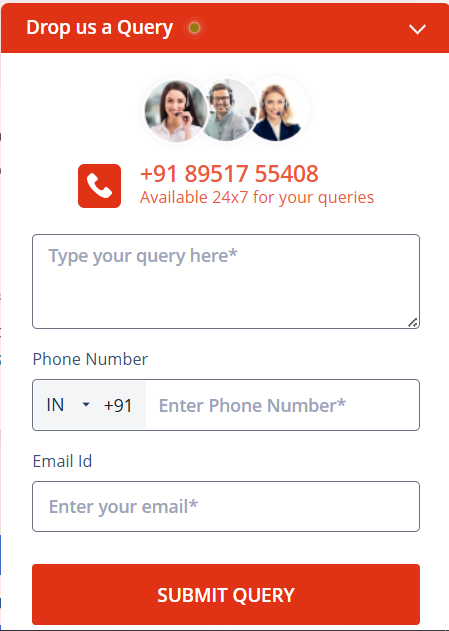 Drop us a Query
+91 89517 55408
Available 24x7 for your queries
Type your query here*
Phone Number
IN +91 Enter Phone Number*
Email Id
Enter your email*
SUBMIT QUERY